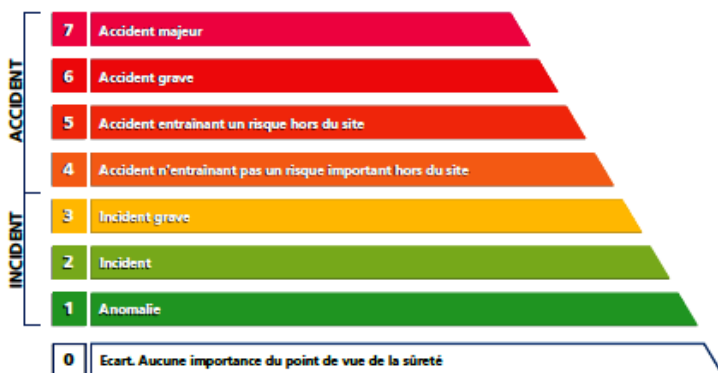 ACCIDENT
7 Accident majeur
6 Accident grave
5 Accident entraînant un risque hors du site
4 Accident n'entraînant pas un risque important hors du site
INCIDENT
3 Incident grave
2 Incident
1 Anomalie
0 Ecart. Aucune importance du point de vue de la sûreté